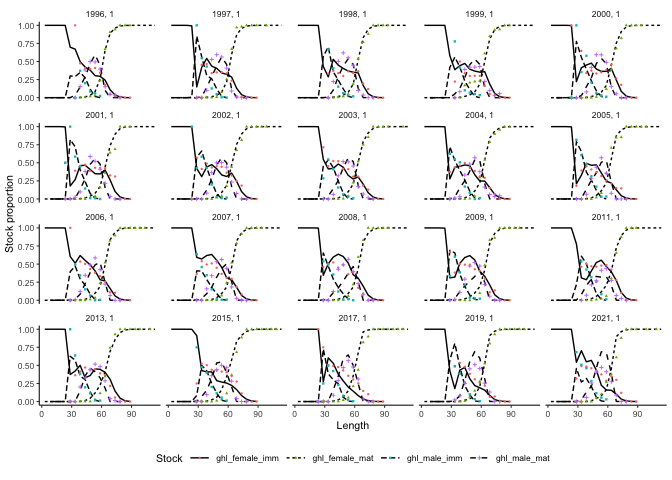 1996, 1 1997, 1 1998, 1 1999, 1 2000, 1
1.00
0.75
0.50
0.25
0.00
2001, 1 2002, 1 2003, 1 2004, 1 2005, 1
1.00
0.75
0.50
0.25
0.00
Stock proportion
2006, 1 2007, 1 2008, 1 2009, 1 2011, 1
1.00
0.75
0.50
0.25
0.00
2013, 1 2015, 1 2017, 1 2019, 1 2021, 1
1.00
0.75
0.50
0.25
0.00
0 30 60 90 0 30 60 90 0 30 60 90 0 30 60 90 0 30 60 90
Length
Stock ghl_female_imm ghl_female_mat ghl_male_imm ghl_male_mat